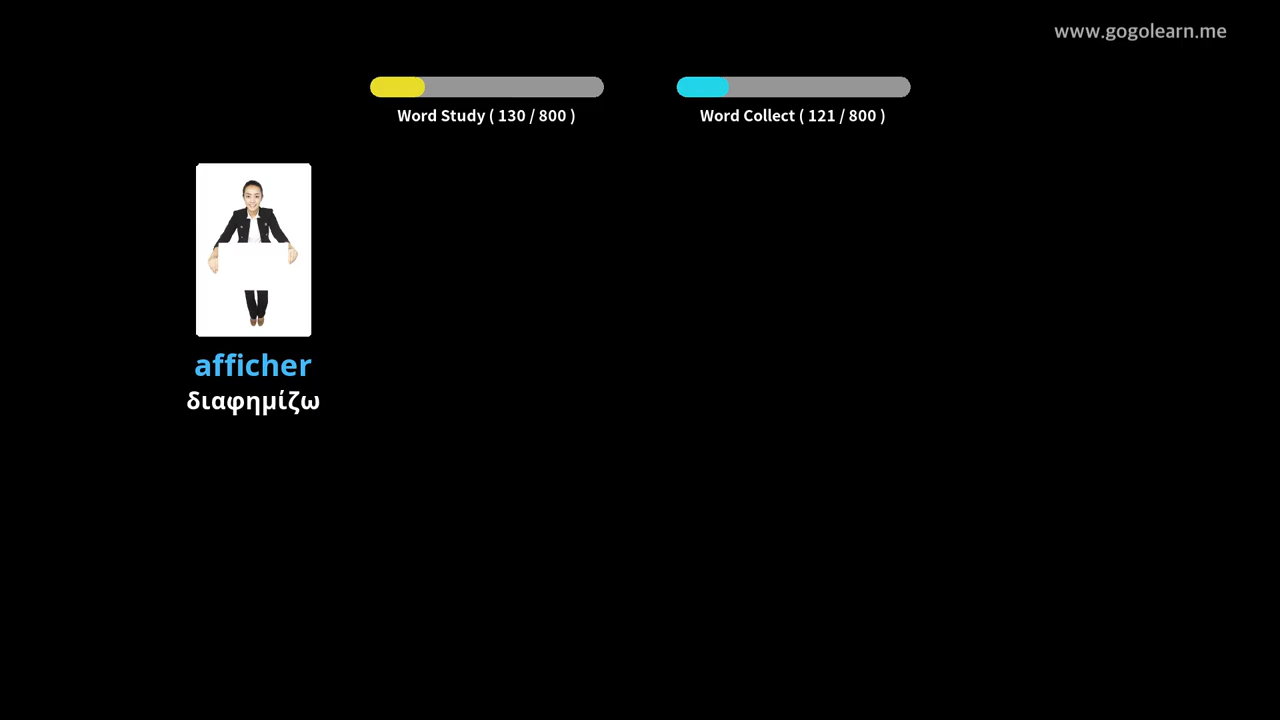 www.gogolearn.me
Word Study ( 130 / 800 )
Word Collect ( 121 / 800 )
afficher
διαφημίζω